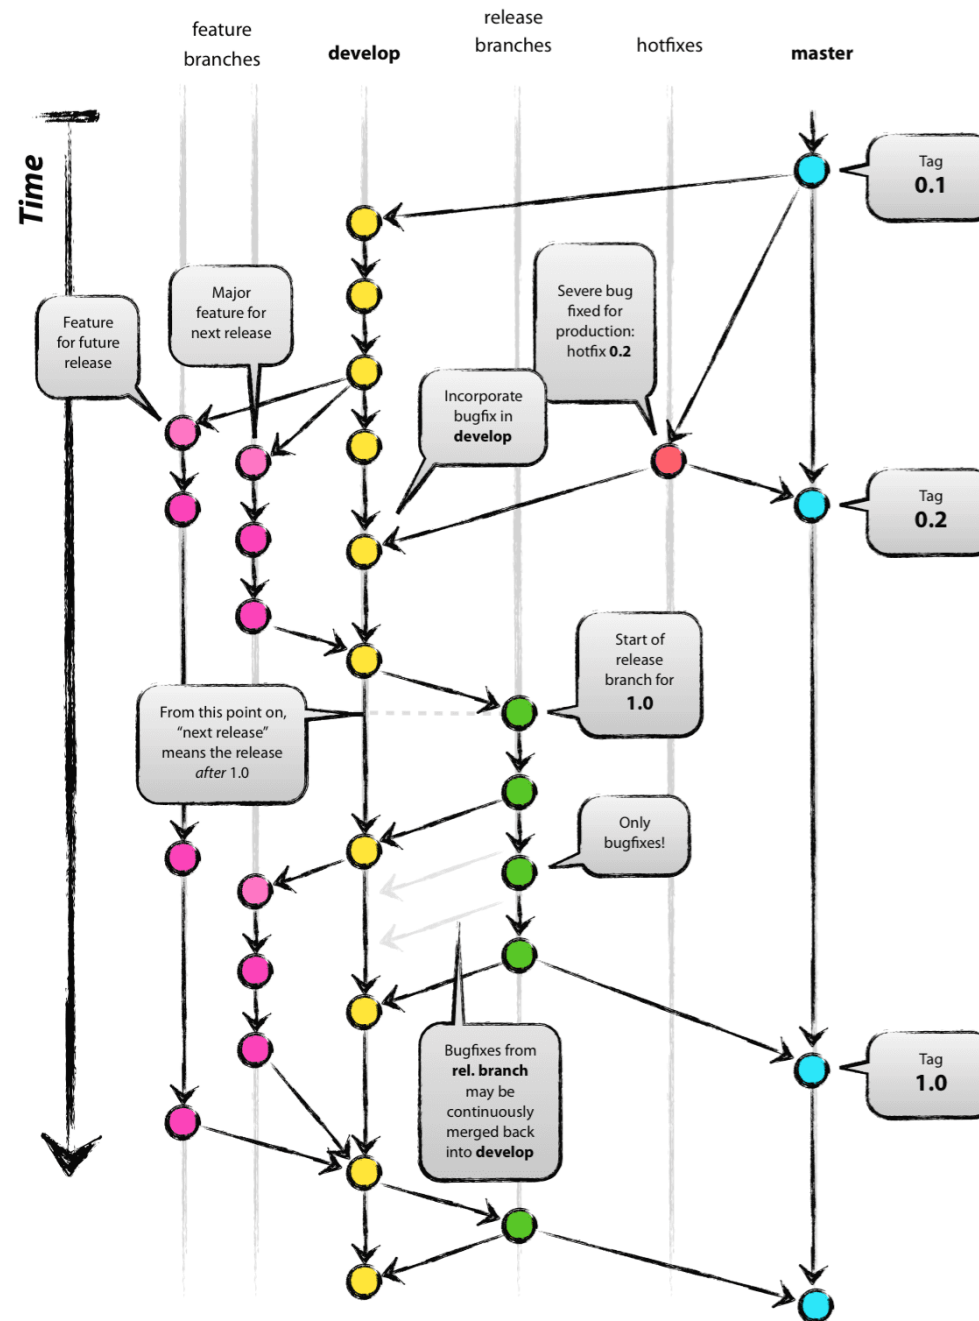 feature
branches
develop
release
branches
hotfixes
master
Time
Tag
0.1
Major
feature for
next release
Severe bug
fixed for
production:
hotfix 0.2
Feature
for future
release
Incorporate
bugfix in
develop
Tag
0.2
Start of
release
branch for
1.0
From this point on,
“next release”
means the release
after 1.0
Only
bugfixes!
Bugfixes from
rel. branch
may be
continuously
merged back
into develop
Tag
1.0